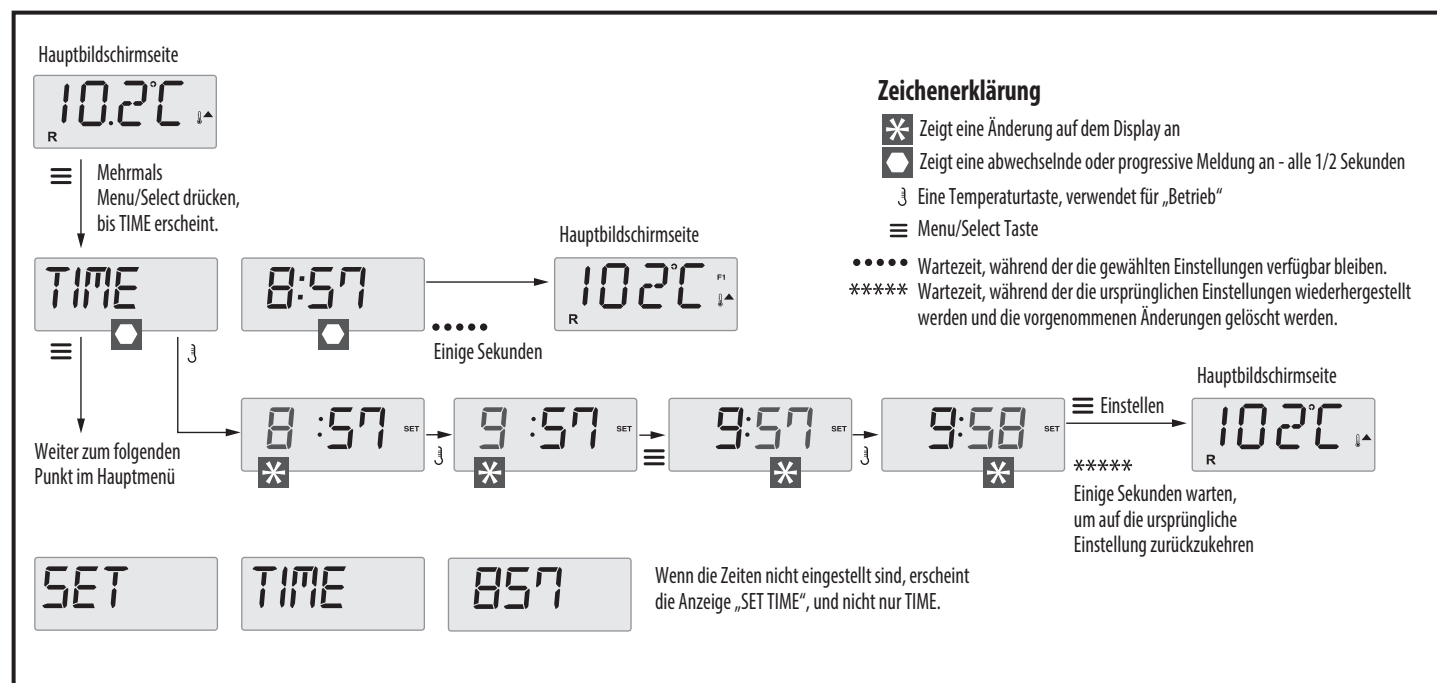 Hauptbildschirmseite
10.2°C
R
Mehrmals
Menu/Select drücken,
bis TIME erscheint.
Zeichenerklärung
Zeigt eine Änderung auf dem Display an
Zeigt eine abwechselnde oder progressive Meldung an - alle 1/2 Sekunden
Eine Temperaturtaste, verwendet für „Betrieb“
Menu/Select Taste
••••• Wartezeit, während der die gewählten Einstellungen verfügbar bleiben.
***** Wartezeit, während der die ursprünglichen Einstellungen wiederhergestellt
werden und die vorgenommenen Änderungen gelöscht werden.
TIME
8:57
•••••
Einige Sekunden
Hauptbildschirmseite
102°C
F1
R
Weiter zum folgenden
Punkt im Hauptmenü
8 :57 SET
9 :57 SET
9:57 SET
9:58 SET
Einstellen
*****
Einige Sekunden warten,
um auf die ursprüngliche
Einstellung zurückzukehren
Hauptbildschirmseite
102°C
R
SET
TIME
857
Wenn die Zeiten nicht eingestellt sind, erscheint
die Anzeige „SET TIME“, und nicht nur TIME.